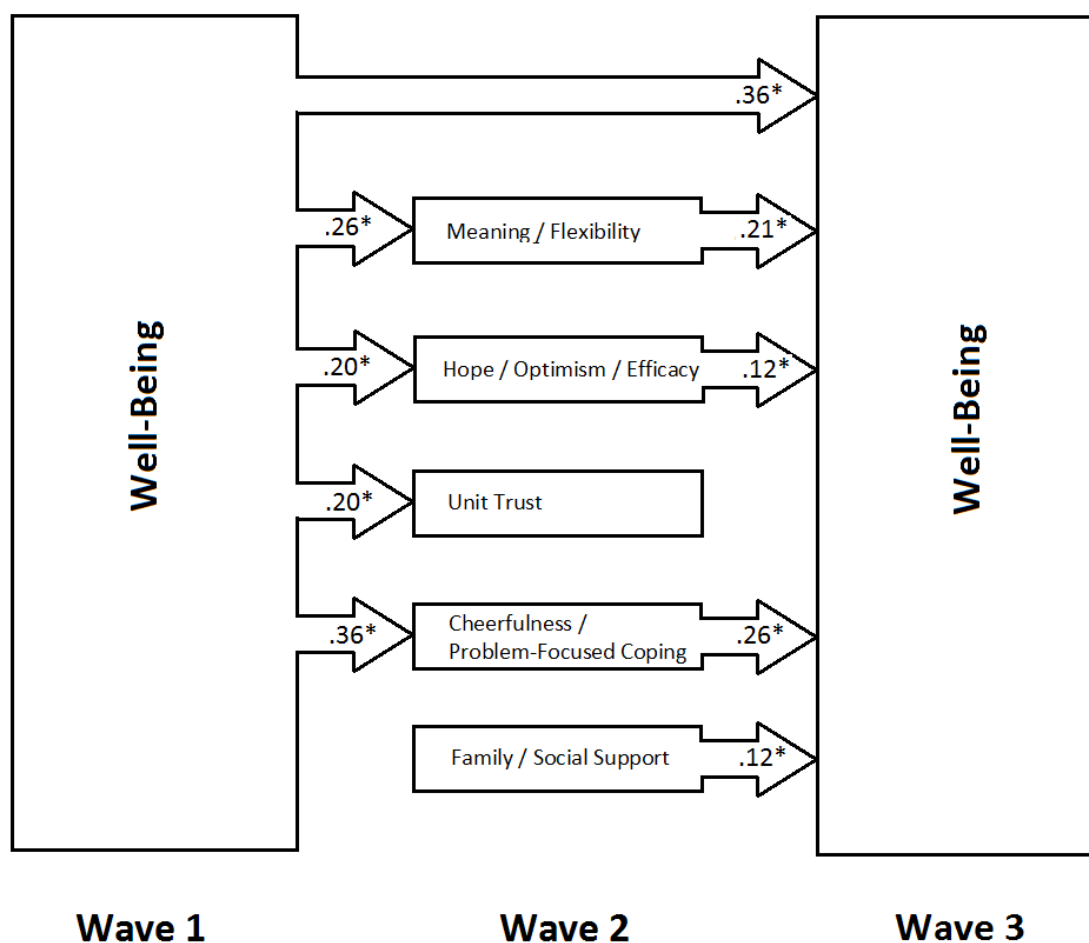 .36*
.26*
Meaning / Flexibility
.21*
.20*
Hope / Optimism / Efficacy
.12*
.20*
Unit Trust
.36*
Cheerfulness /
Problem-Focused Coping
.26*
Family / Social Support
.12*
Well-Being
Well-Being
Wave 1
Wave 2
Wave 3